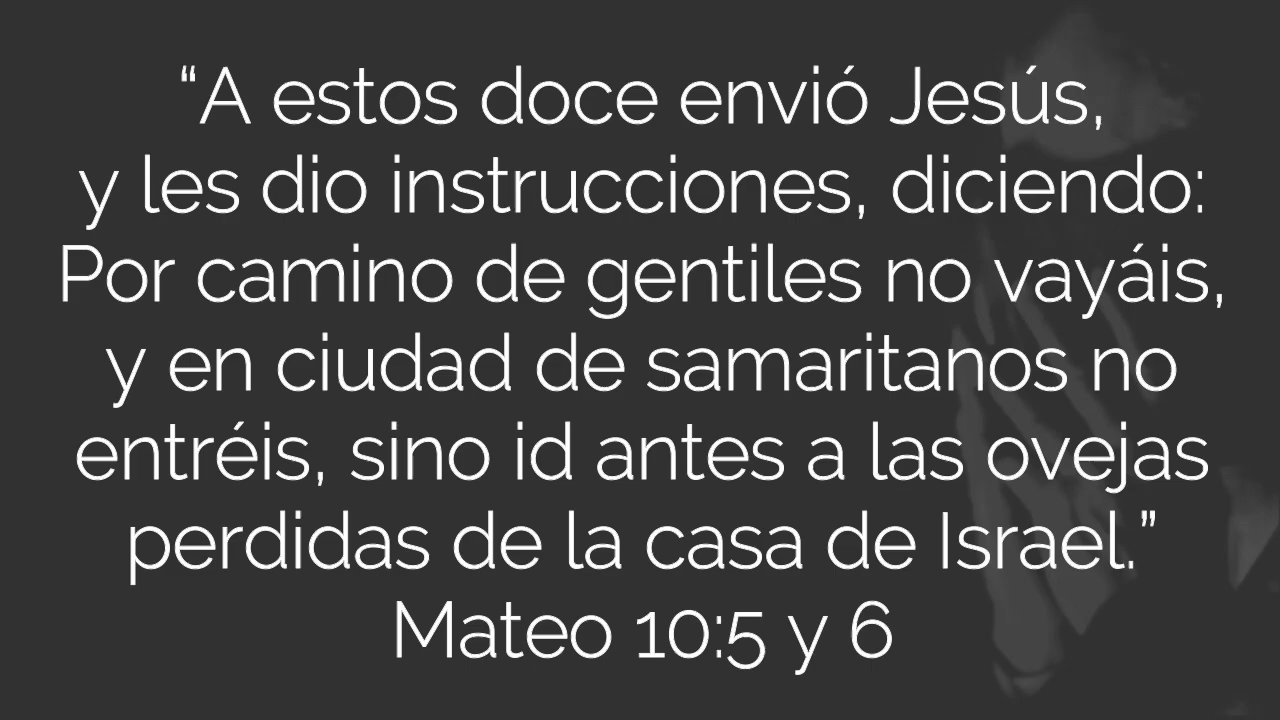 “A estos doce envió Jesús,
y les dio instrucciones, diciendo:
Por camino de gentiles no vayáis,
y en ciudad de samaritanos no
entréis, sino id antes a las ovejas
perdidas de la casa de Israel.”
Mateo 10:5 y 6